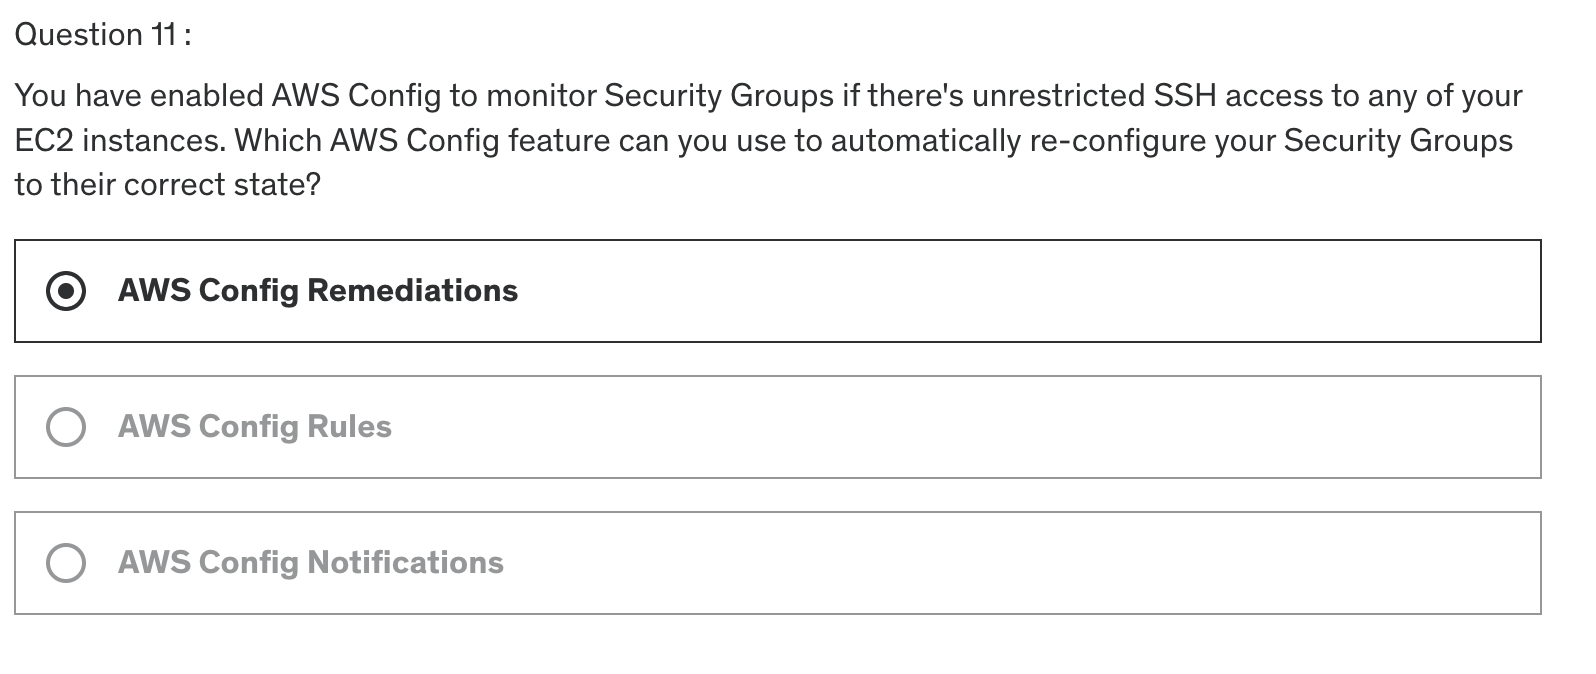 Question 11 :
You have enabled AWS Config to monitor Security Groups if there's unrestricted SSH access to any of your
EC2 instances. Which AWS Config feature can you use to automatically re-configure your Security Groups
to their correct state?
AWS Config Remediations
AWS Config Rules
AWS Config Notifications